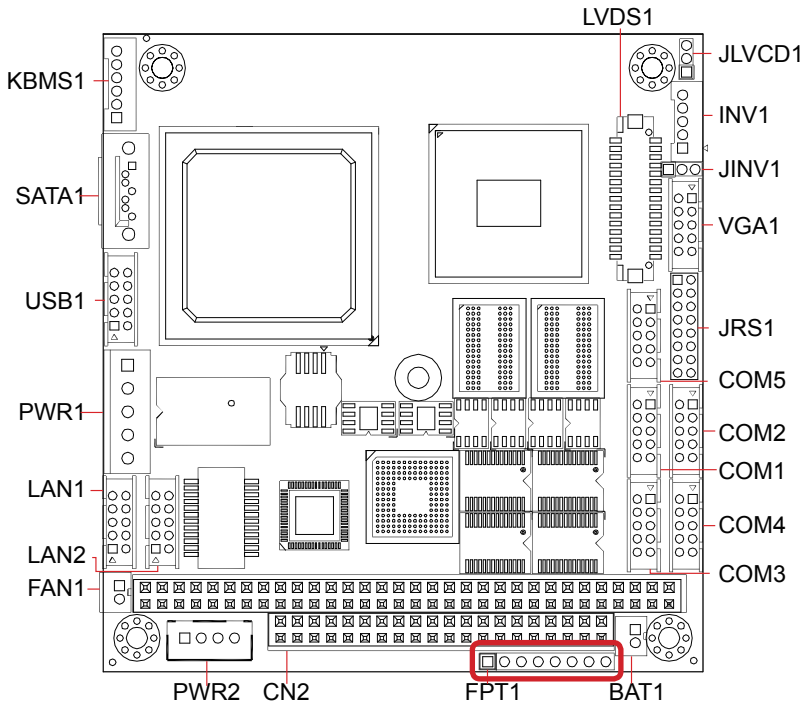 LVDS1
JLVCD1
KBMS1
INV1
JINV1
SATA1
VGA1
USB1
JRS1
COM5
PWR1
COM2
COM1
LAN1
COM4
LAN2
COM3
FAN1
PWR2 CN2 FPT1 BAT1